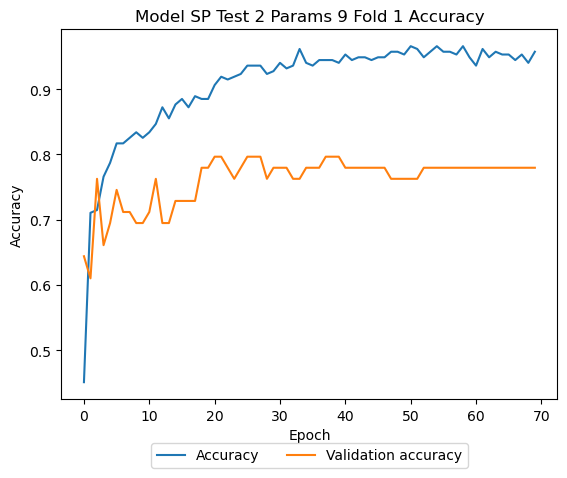 Model SP Test 2 Params 9 Fold 1 Accuracy
Accuracy
0.9
0.8
0.7
0.6
0.5
0 10 20 30 40 50 60 70
Epoch
Accuracy Validation accuracy